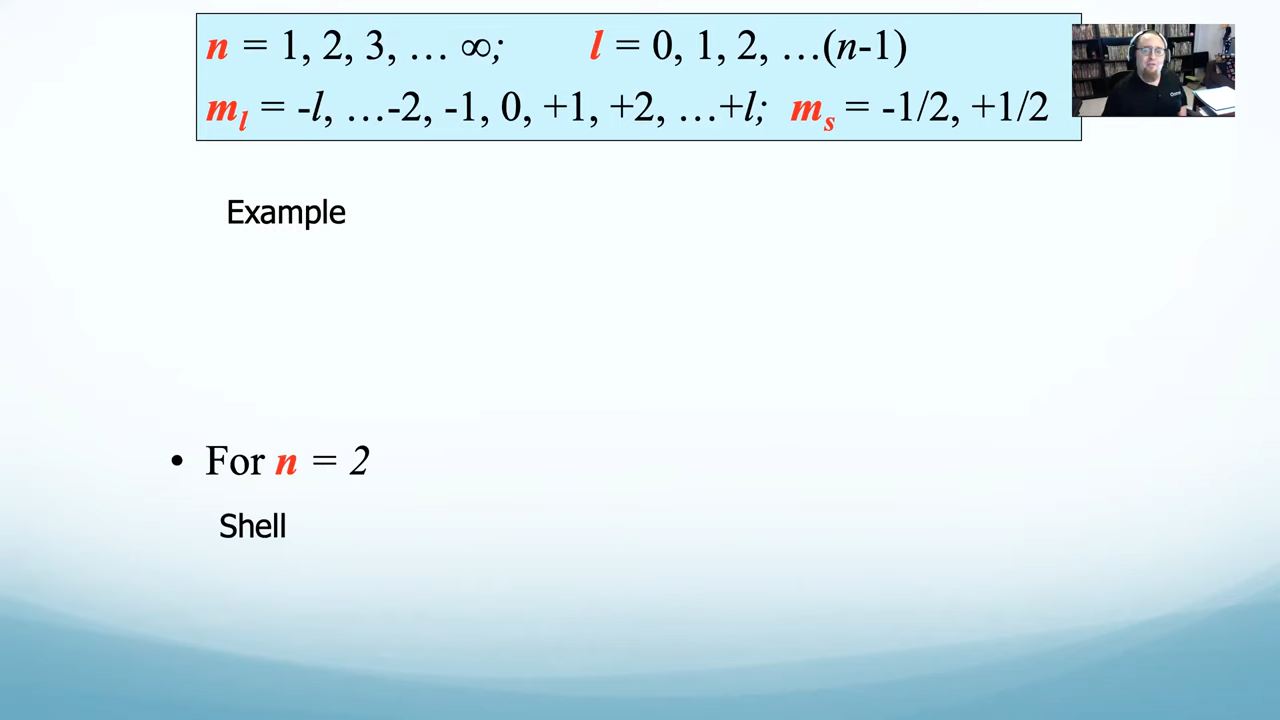 n = 1, 2, 3, … ∞; l = 0, 1, 2, …(n-1)
ml = -l, …-2, -1, 0, +1, +2, …+l; ms = -1/2, +1/2
Example
• For n = 2
Shell